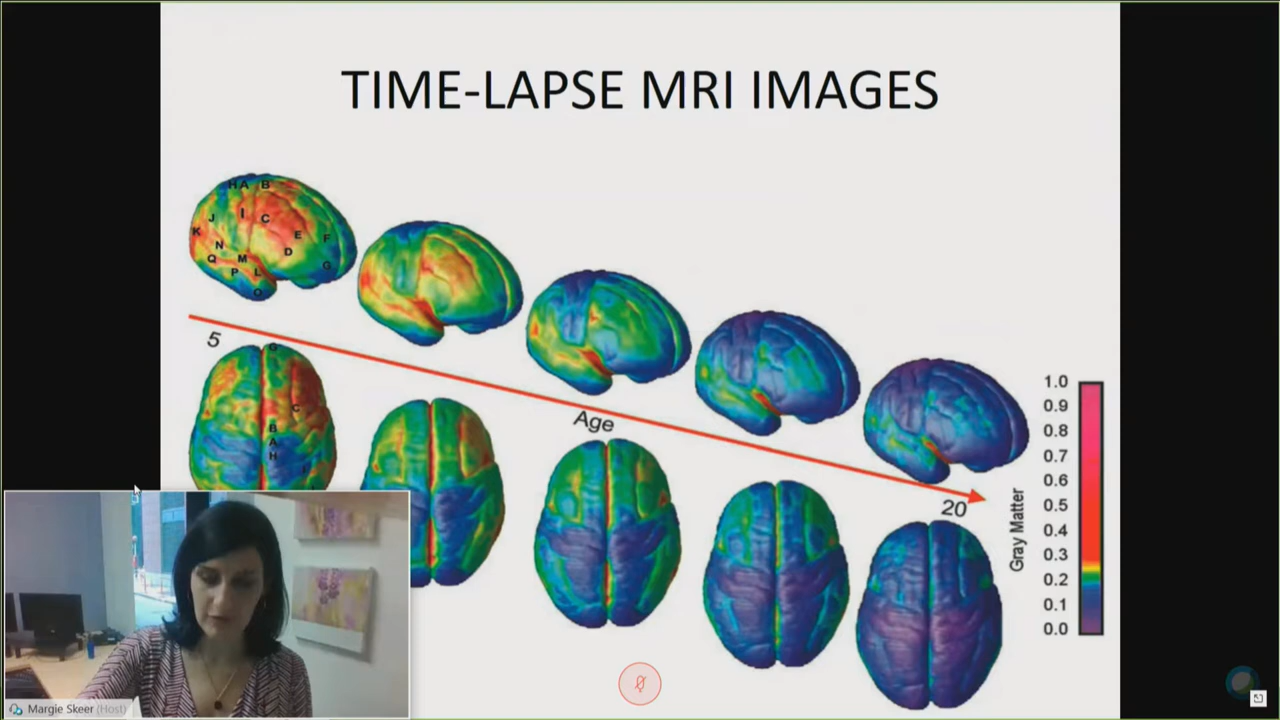 TIME-LAPSE MRI IMAGES
H A B
J I C
K E F
N D
Q M G
P L
O
5
Age
20
G
C
B
A
H
I
Gray Matter
1.0
0.9
0.8
0.7
0.6
0.5
0.4
0.3
0.2
0.1
0.0
Margie Skeer (Host)